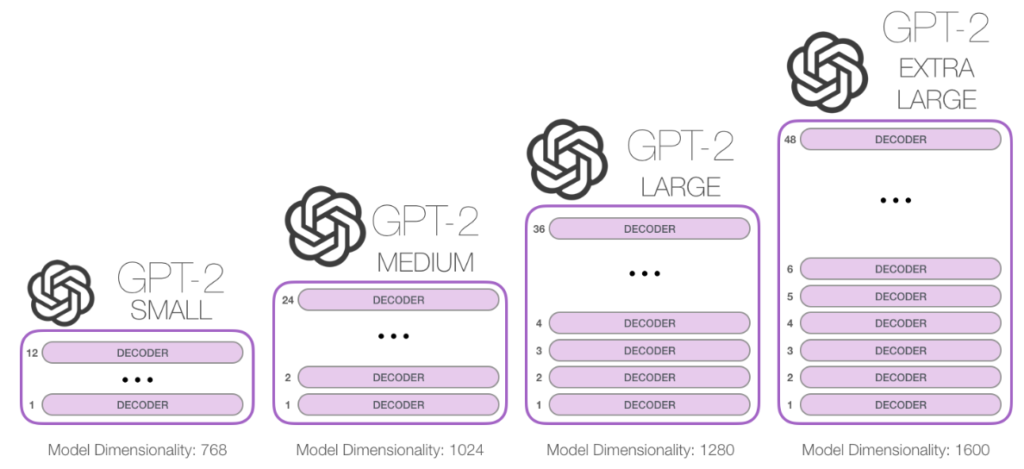 GPT-2
SMALL
12 DECODER
...
1 DECODER
Model Dimensionality: 768
GPT-2
MEDIUM
24 DECODER
...
2 DECODER
1 DECODER
Model Dimensionality: 1024
GPT-2
LARGE
36 DECODER
...
4 DECODER
3 DECODER
2 DECODER
1 DECODER
Model Dimensionality: 1280
GPT-2
EXTRA
LARGE
48 DECODER
...
6 DECODER
5 DECODER
4 DECODER
3 DECODER
2 DECODER
1 DECODER
Model Dimensionality: 1600